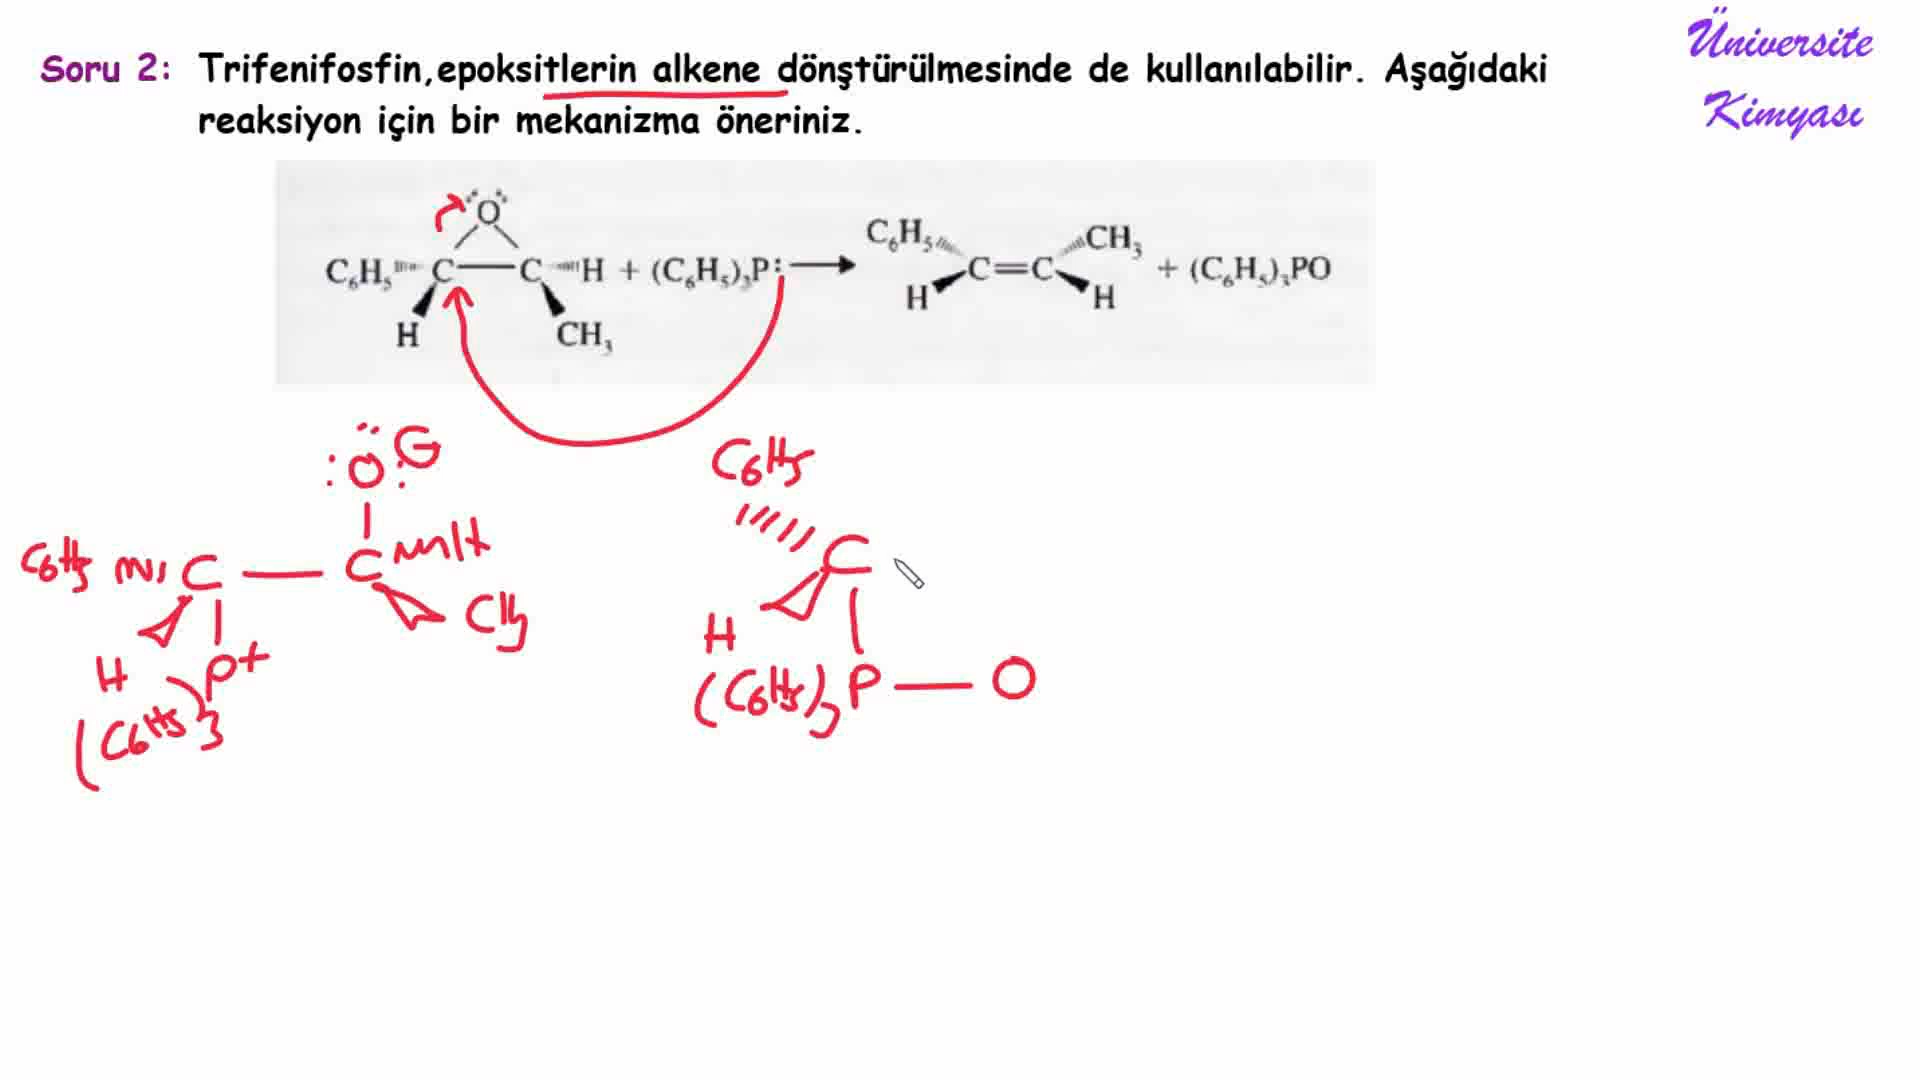 Soru 2: Trifenifosfin,epoksitlerin alkene dönştürülmesinde de kullanılabilir. Aşağıdaki
reaksiyon için bir mekanizma öneriniz.
Üniversite
Kimyası
O
C₆H₅ C C H + (C₆H₅)₃P:
H CH₃
C₆H₅ CH₃
C=C + (C₆H₅)₃PO
H H
:O:
C6H5 C C H
H P+ CH3
(C6H5)3
C6H5
C
H
(C6H5)3 P O